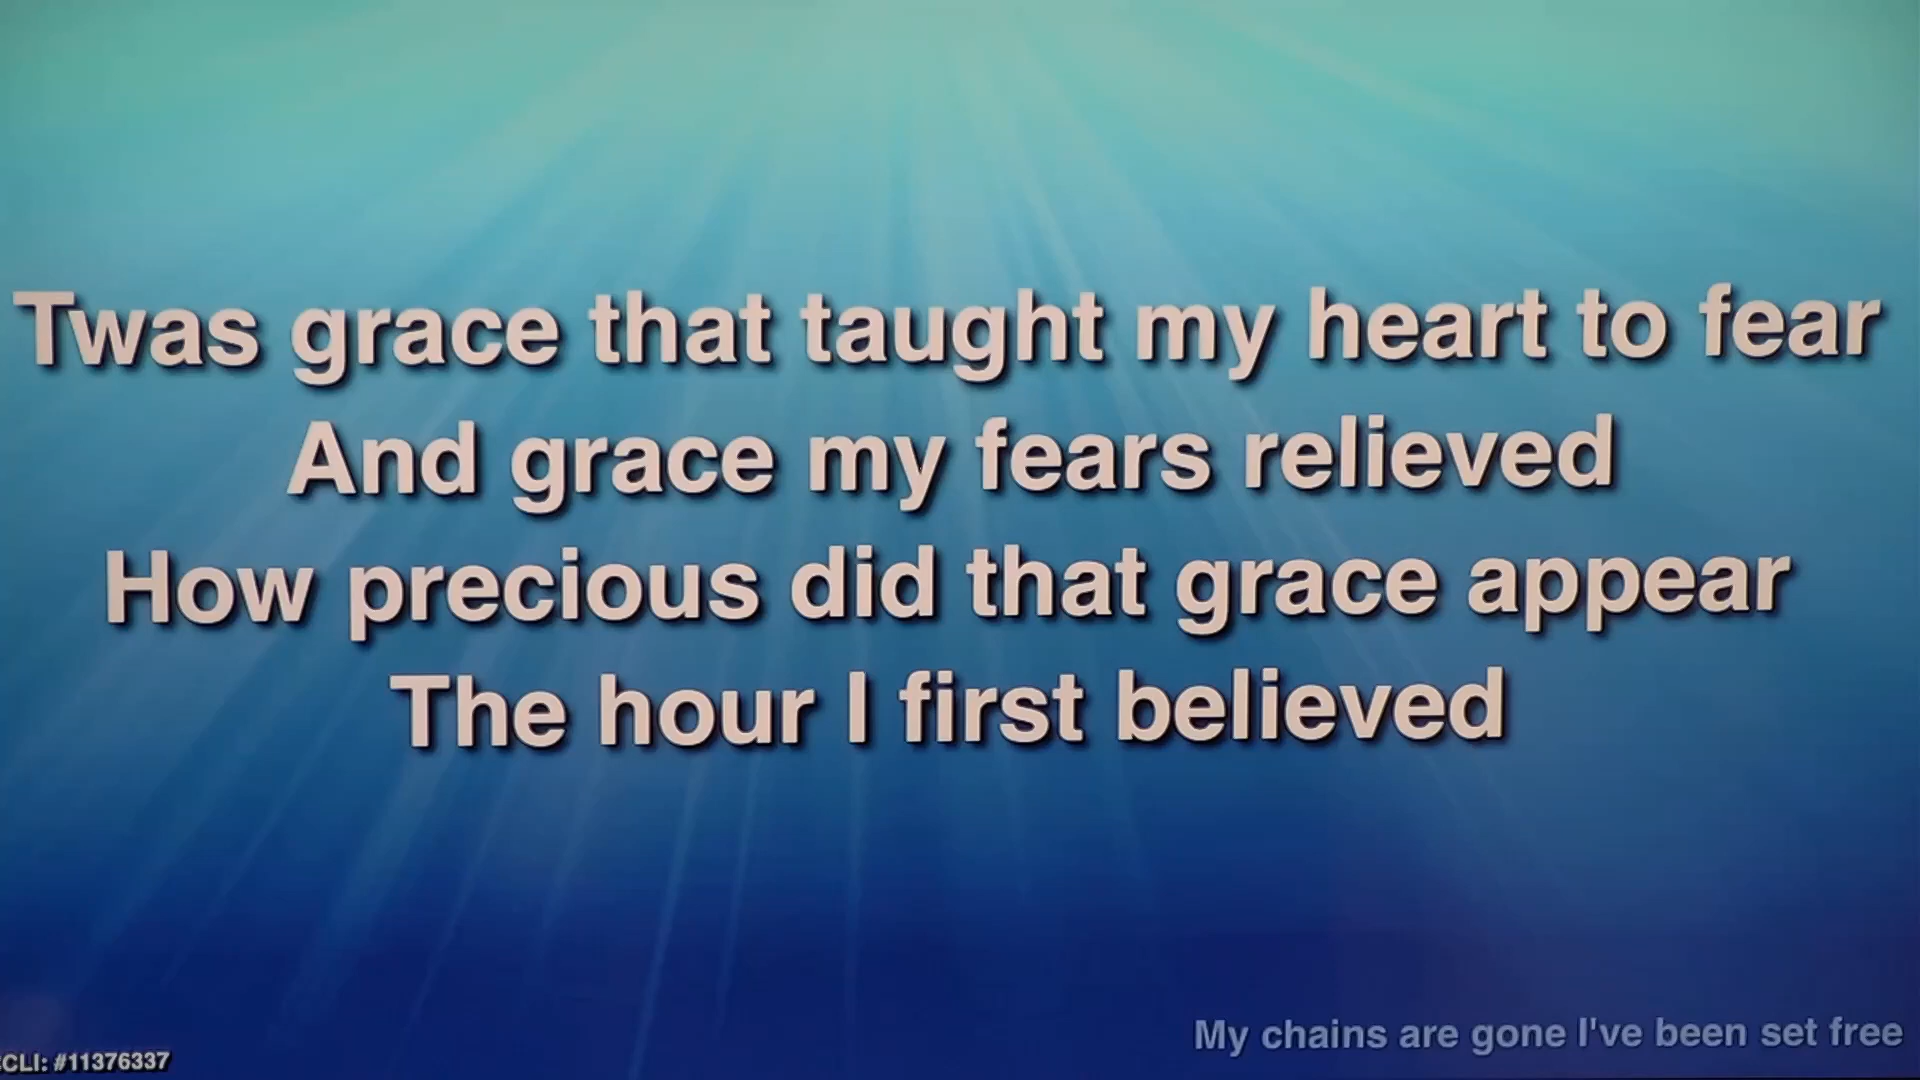 Twas grace that taught my heart to fear
And grace my fears relieved
How precious did that grace appear
The hour I first believed
My chains are gone I've been set free
CLI: #11376337